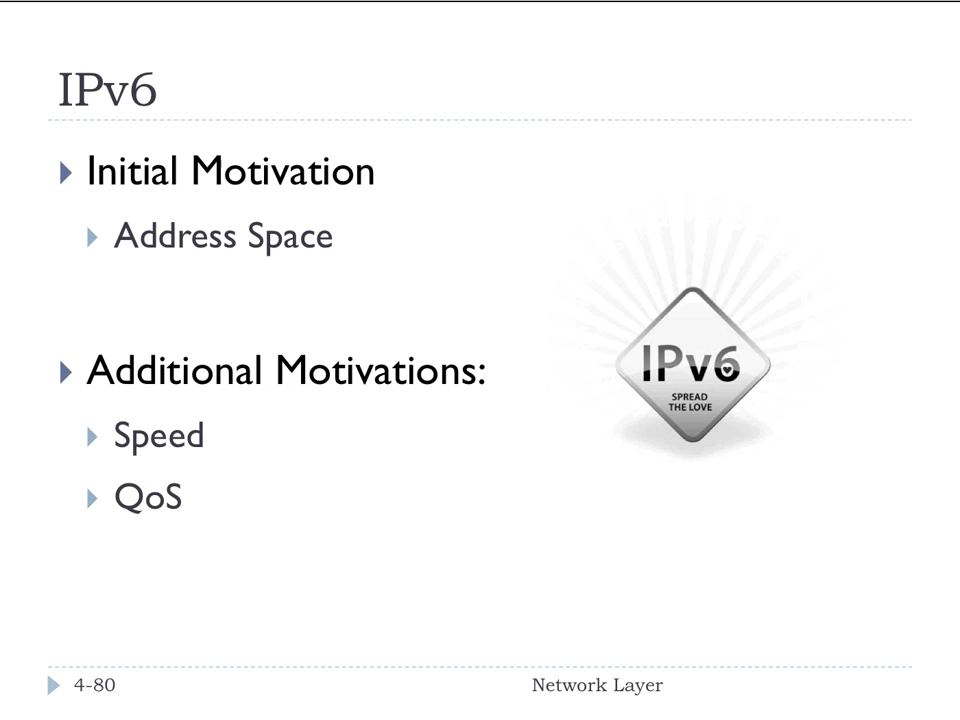 IPv6
Initial Motivation
Address Space
Additional Motivations:
Speed
QoS
IPv6
SPREAD
THE LOVE
4-80
Network Layer